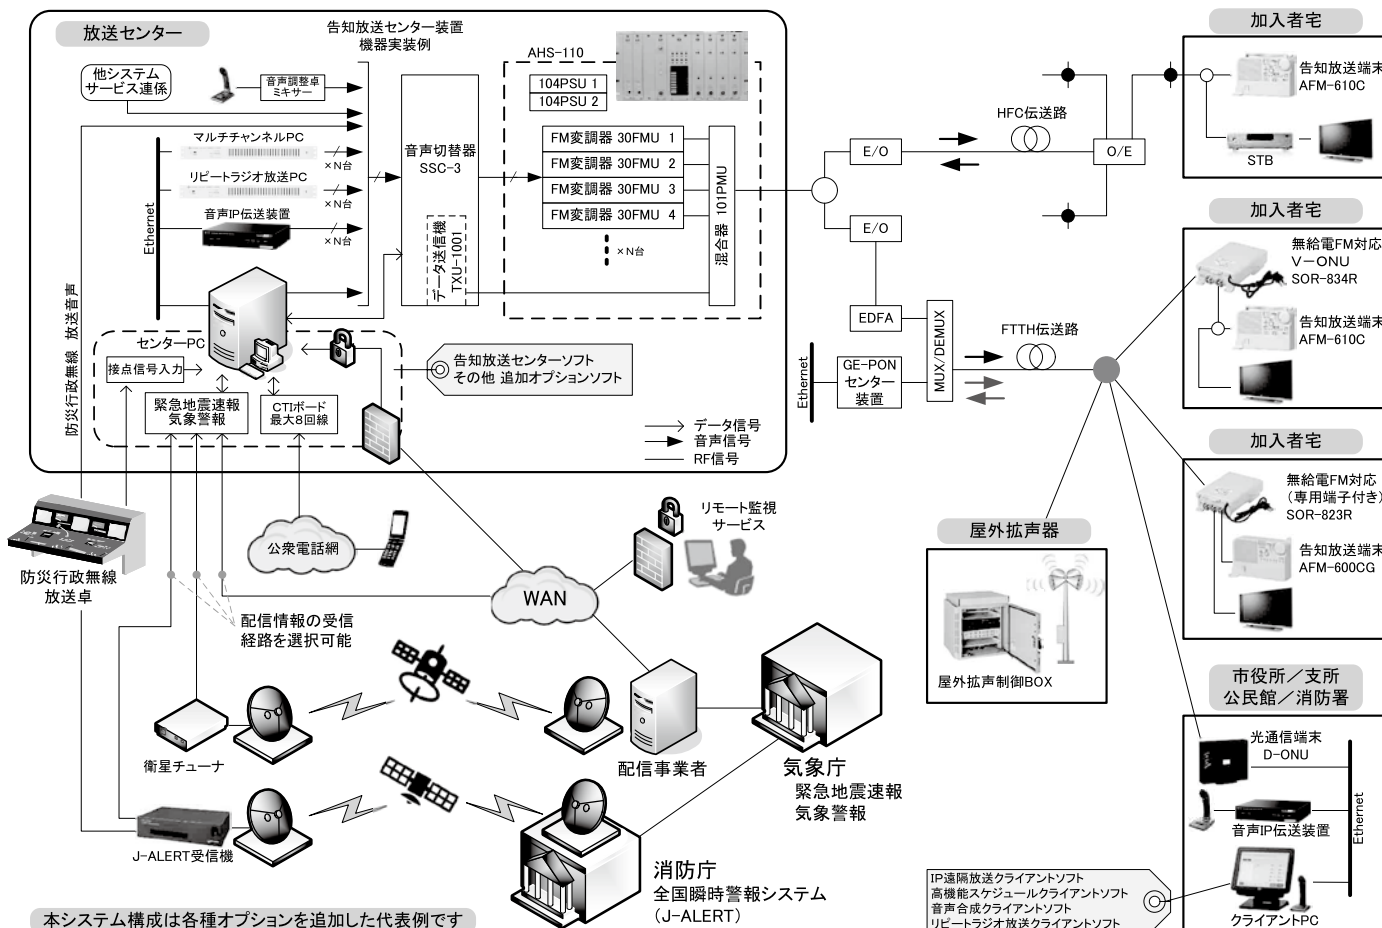 放送センター
告知放送センター装置
機器実装例
他システム
サービス連係
音声調整卓
ミキサー
マルチチャンネルPC
×N台
リピートラジオ放送PC
×N台
音声IP伝送装置
×N台
Ethernet
防災行政無線 放送音声
音声切替器
SSC-3
データ送信機
TXU-1001
AHS-110
104PSU 1
104PSU 2
FM変調器 30FMU 1
FM変調器 30FMU 2
FM変調器 30FMU 3
FM変調器 30FMU 4
×N台
混合器 101PMU
センターPC
接点信号入力
緊急地震速報
気象警報
CTIボード
最大8回線
告知放送センターソフト
その他 追加オプションソフト
データ信号
音声信号
RF信号
E/O
HFC伝送路
O/E
E/O
EDFA
MUX/DEMUX
FTTH伝送路
Ethernet
GE-PON
センター
装置
加入者宅
告知放送端末
AFM-610C
STB
加入者宅
無給電FM対応
V-ONU
SOR-834R
告知放送端末
AFM-610C
加入者宅
無給電FM対応
(専用端子付き)
SOR-823R
告知放送端末
AFM-600CG
屋外拡声器
屋外拡声制御BOX
市役所/支所
公民館/消防署
光通信端末
D-ONU
音声IP伝送装置
Ethernet
クライアントPC
IP遠隔放送クライアントソフト
高機能スケジュールクライアントソフト
音声合成クライアントソフト
リピートラジオ放送クライアントソフト
防災行政無線
放送卓
公衆電話網
リモート監視
サービス
WAN
配信情報の受信
経路を選択可能
衛星チューナ
配信事業者
気象庁
緊急地震速報
気象警報
J-ALERT受信機
消防庁
全国瞬時警報システム
(J-ALERT)
本システム構成は各種オプションを追加した代表例です